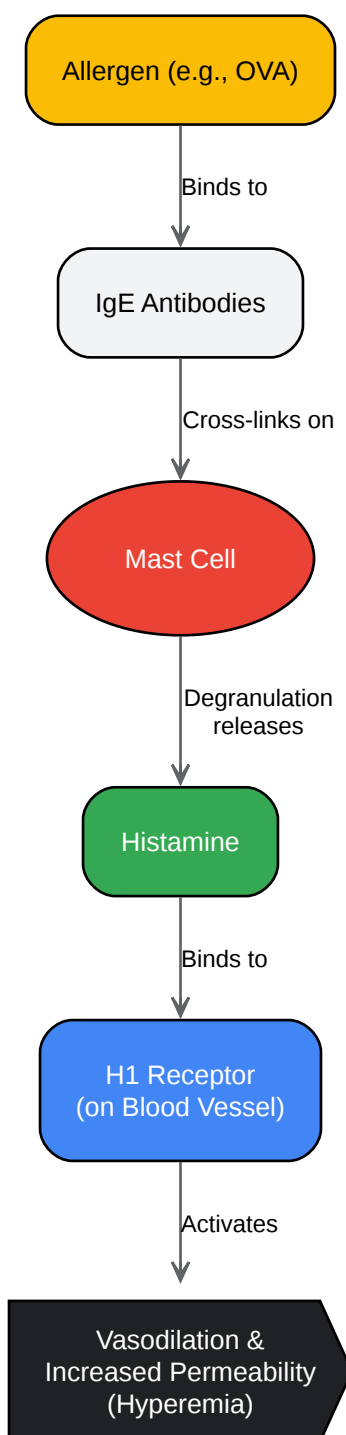 Allergen (e.g., OVA)
Binds to
IgE Antibodies
Cross-links on
Mast Cell
Degranulation
releases
Histamine
Binds to
H1 Receptor
(on Blood Vessel)
Activates
Vasodilation &
Increased Permeability
(Hyperemia)